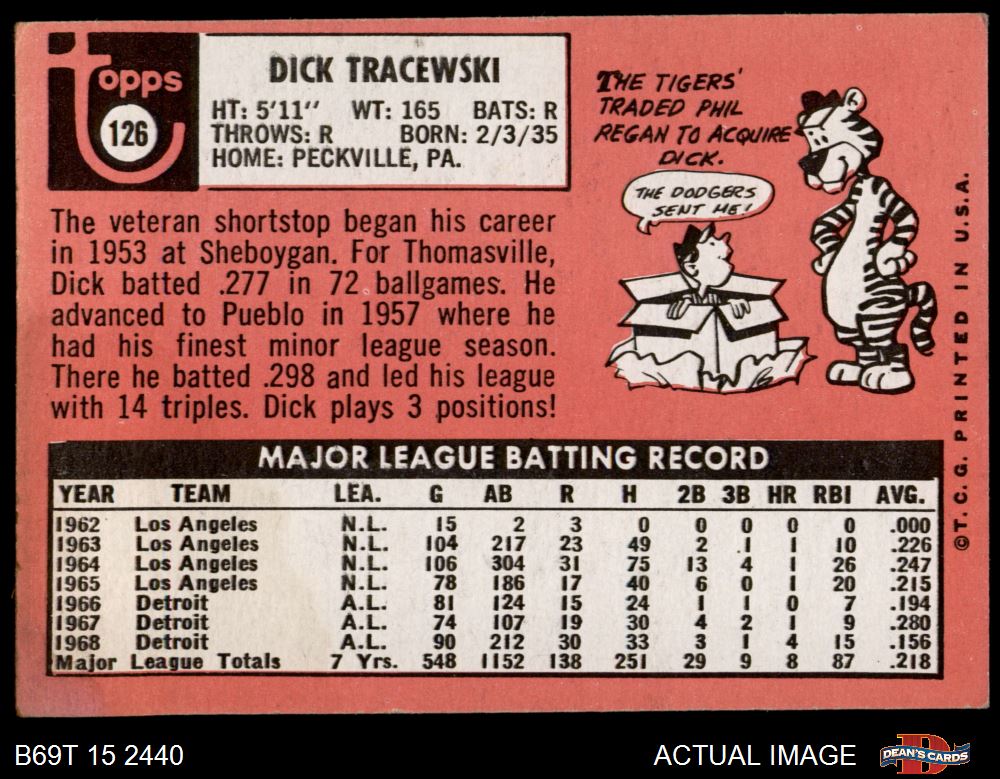 topps
126
DICK TRACEWSKI
HT: 5'11" WT: 165 BATS: R
THROWS: R BORN: 2/3/35
HOME: PECKVILLE, PA.
The veteran shortstop began his career
in 1953 at Sheboygan. For Thomasville,
Dick batted .277 in 72 ballgames. He
advanced to Pueblo in 1957 where he
had his finest minor league season.
There he batted .298 and led his league
with 14 triples. Dick plays 3 positions!
THE TIGERS'
TRADED PHIL
REGAN TO ACQUIRE
DICK.
THE DODGERS
SENT ME!
©T. C. G. PRINTED IN U.S.A.
MAJOR LEAGUE BATTING RECORD
YEAR TEAM LEA. G AB R H 2B 3B HR RBI AVG.
1962 Los Angeles N.L. 15 2 3 0 0 0 0 0 .000
1963 Los Angeles N.L. 104 217 23 49 2 1 1 10 .226
1964 Los Angeles N.L. 106 304 31 75 13 4 1 26 .247
1965 Los Angeles N.L. 78 186 17 40 6 0 1 20 .215
1966 Detroit A.L. 81 124 15 24 1 1 0 7 .194
1967 Detroit A.L. 74 107 19 30 4 2 1 9 .280
1968 Detroit A.L. 90 212 30 33 3 1 4 15 .156
Major League Totals 7 Yrs. 548 1152 138 251 29 9 8 87 .218
B69T 15 2440
ACTUAL IMAGE
D
DEAN'S CARDS